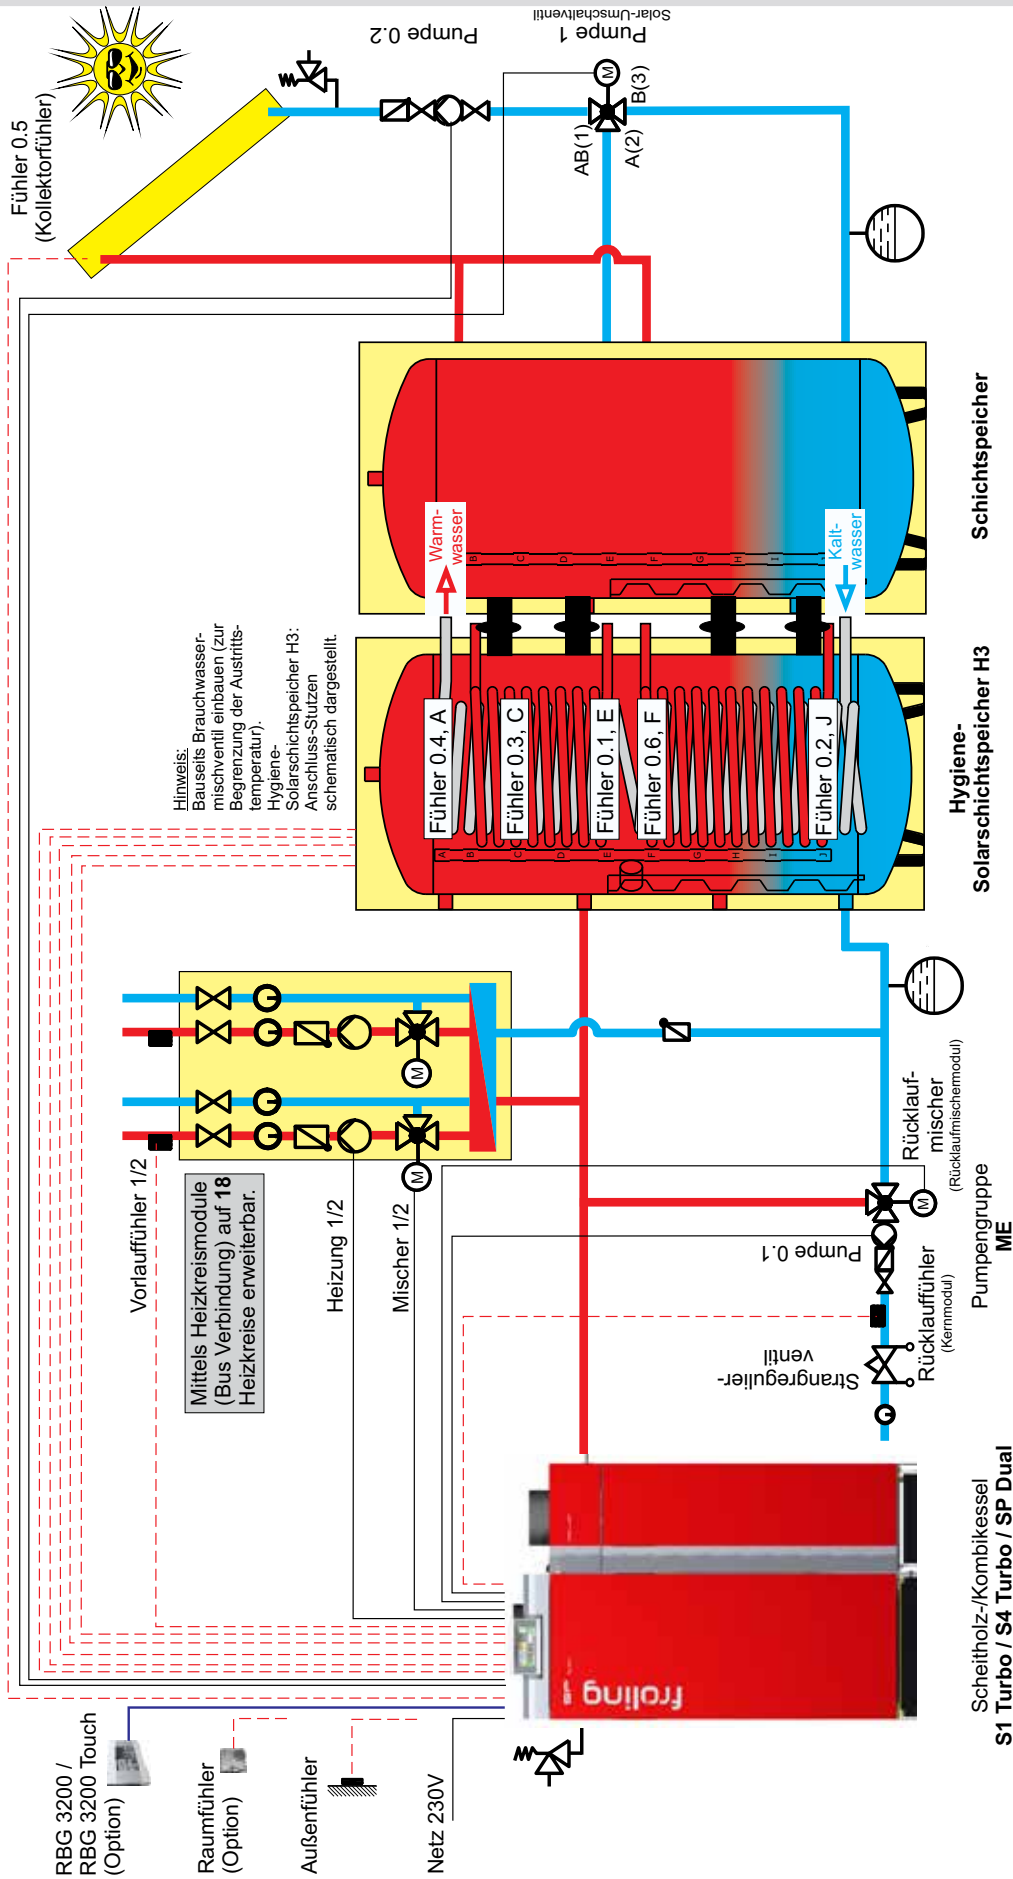 Fühler 0.5
(Kollektorfühler)
Pumpe 0.2
Pumpe 1
Solar-Umschaltventil
M
AB(1)
A(2)
B(3)
Schichtspeicher
Warm-
wasser
Kalt-
wasser
B
C
D
E
F
G
H
I
J
Hinweis:
Bauseits Brauchwasser-
mischventil einbauen (zur
Begrenzung der Austritts-
temperatur).
Hygiene-
Solarschichtspeicher H3:
Anschluss-Stutzen
schematisch dargestellt.
Fühler 0.4, A
Fühler 0.3, C
Fühler 0.1, E
Fühler 0.6, F
Fühler 0.2, J
A
B
C
D
E
F
G
H
I
J
Hygiene-
Solarschichtspeicher H3
Vorlauffühler 1/2
Mittels Heizkreismodule
(Bus Verbindung) auf 18
Heizkreise erweiterbar.
Heizung 1/2
Mischer 1/2
M
M
Rücklauf-
mischer
(Rücklaufmischermodul)
M
Pumpe 0.1
Pumpengruppe
ME
Rücklauffühler
(Kernmodul)
Strangregulier-
ventil
RBG 3200 /
RBG 3200 Touch
(Option)
Raumfühler
(Option)
Außenfühler
Netz 230V
froling
Scheitholz-/Kombikessel
S1 Turbo / S4 Turbo / SP Dual